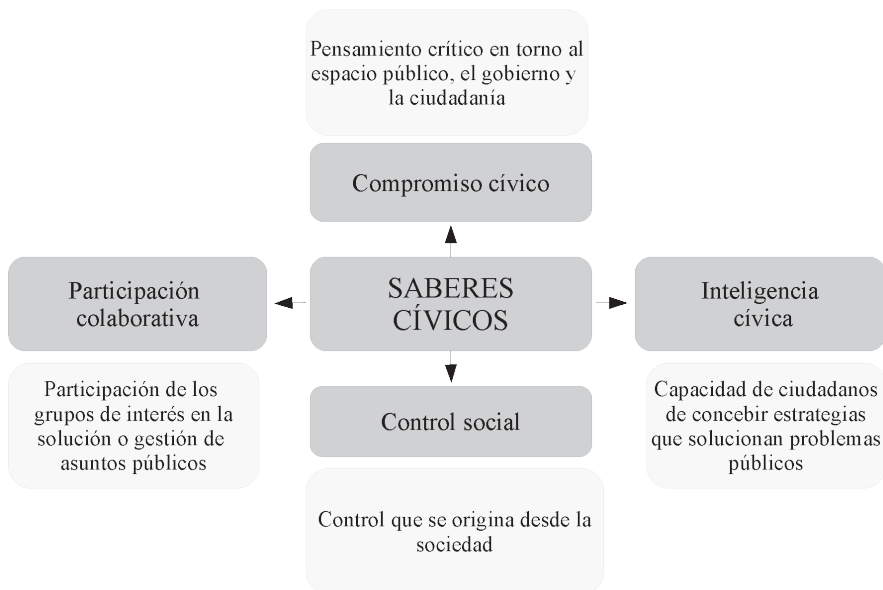 Pensamiento crítico en torno al
espacio público, el gobierno y
la ciudadanía
Compromiso cívico
Participación
colaborativa
SABERES
CÍVICOS
Inteligencia
cívica
Participación de los
grupos de interés en la
solución o gestión de
asuntos públicos
Control social
Capacidad de ciudadanos
de concebir estrategias
que solucionan problemas
públicos
Control que se origina desde la
sociedad